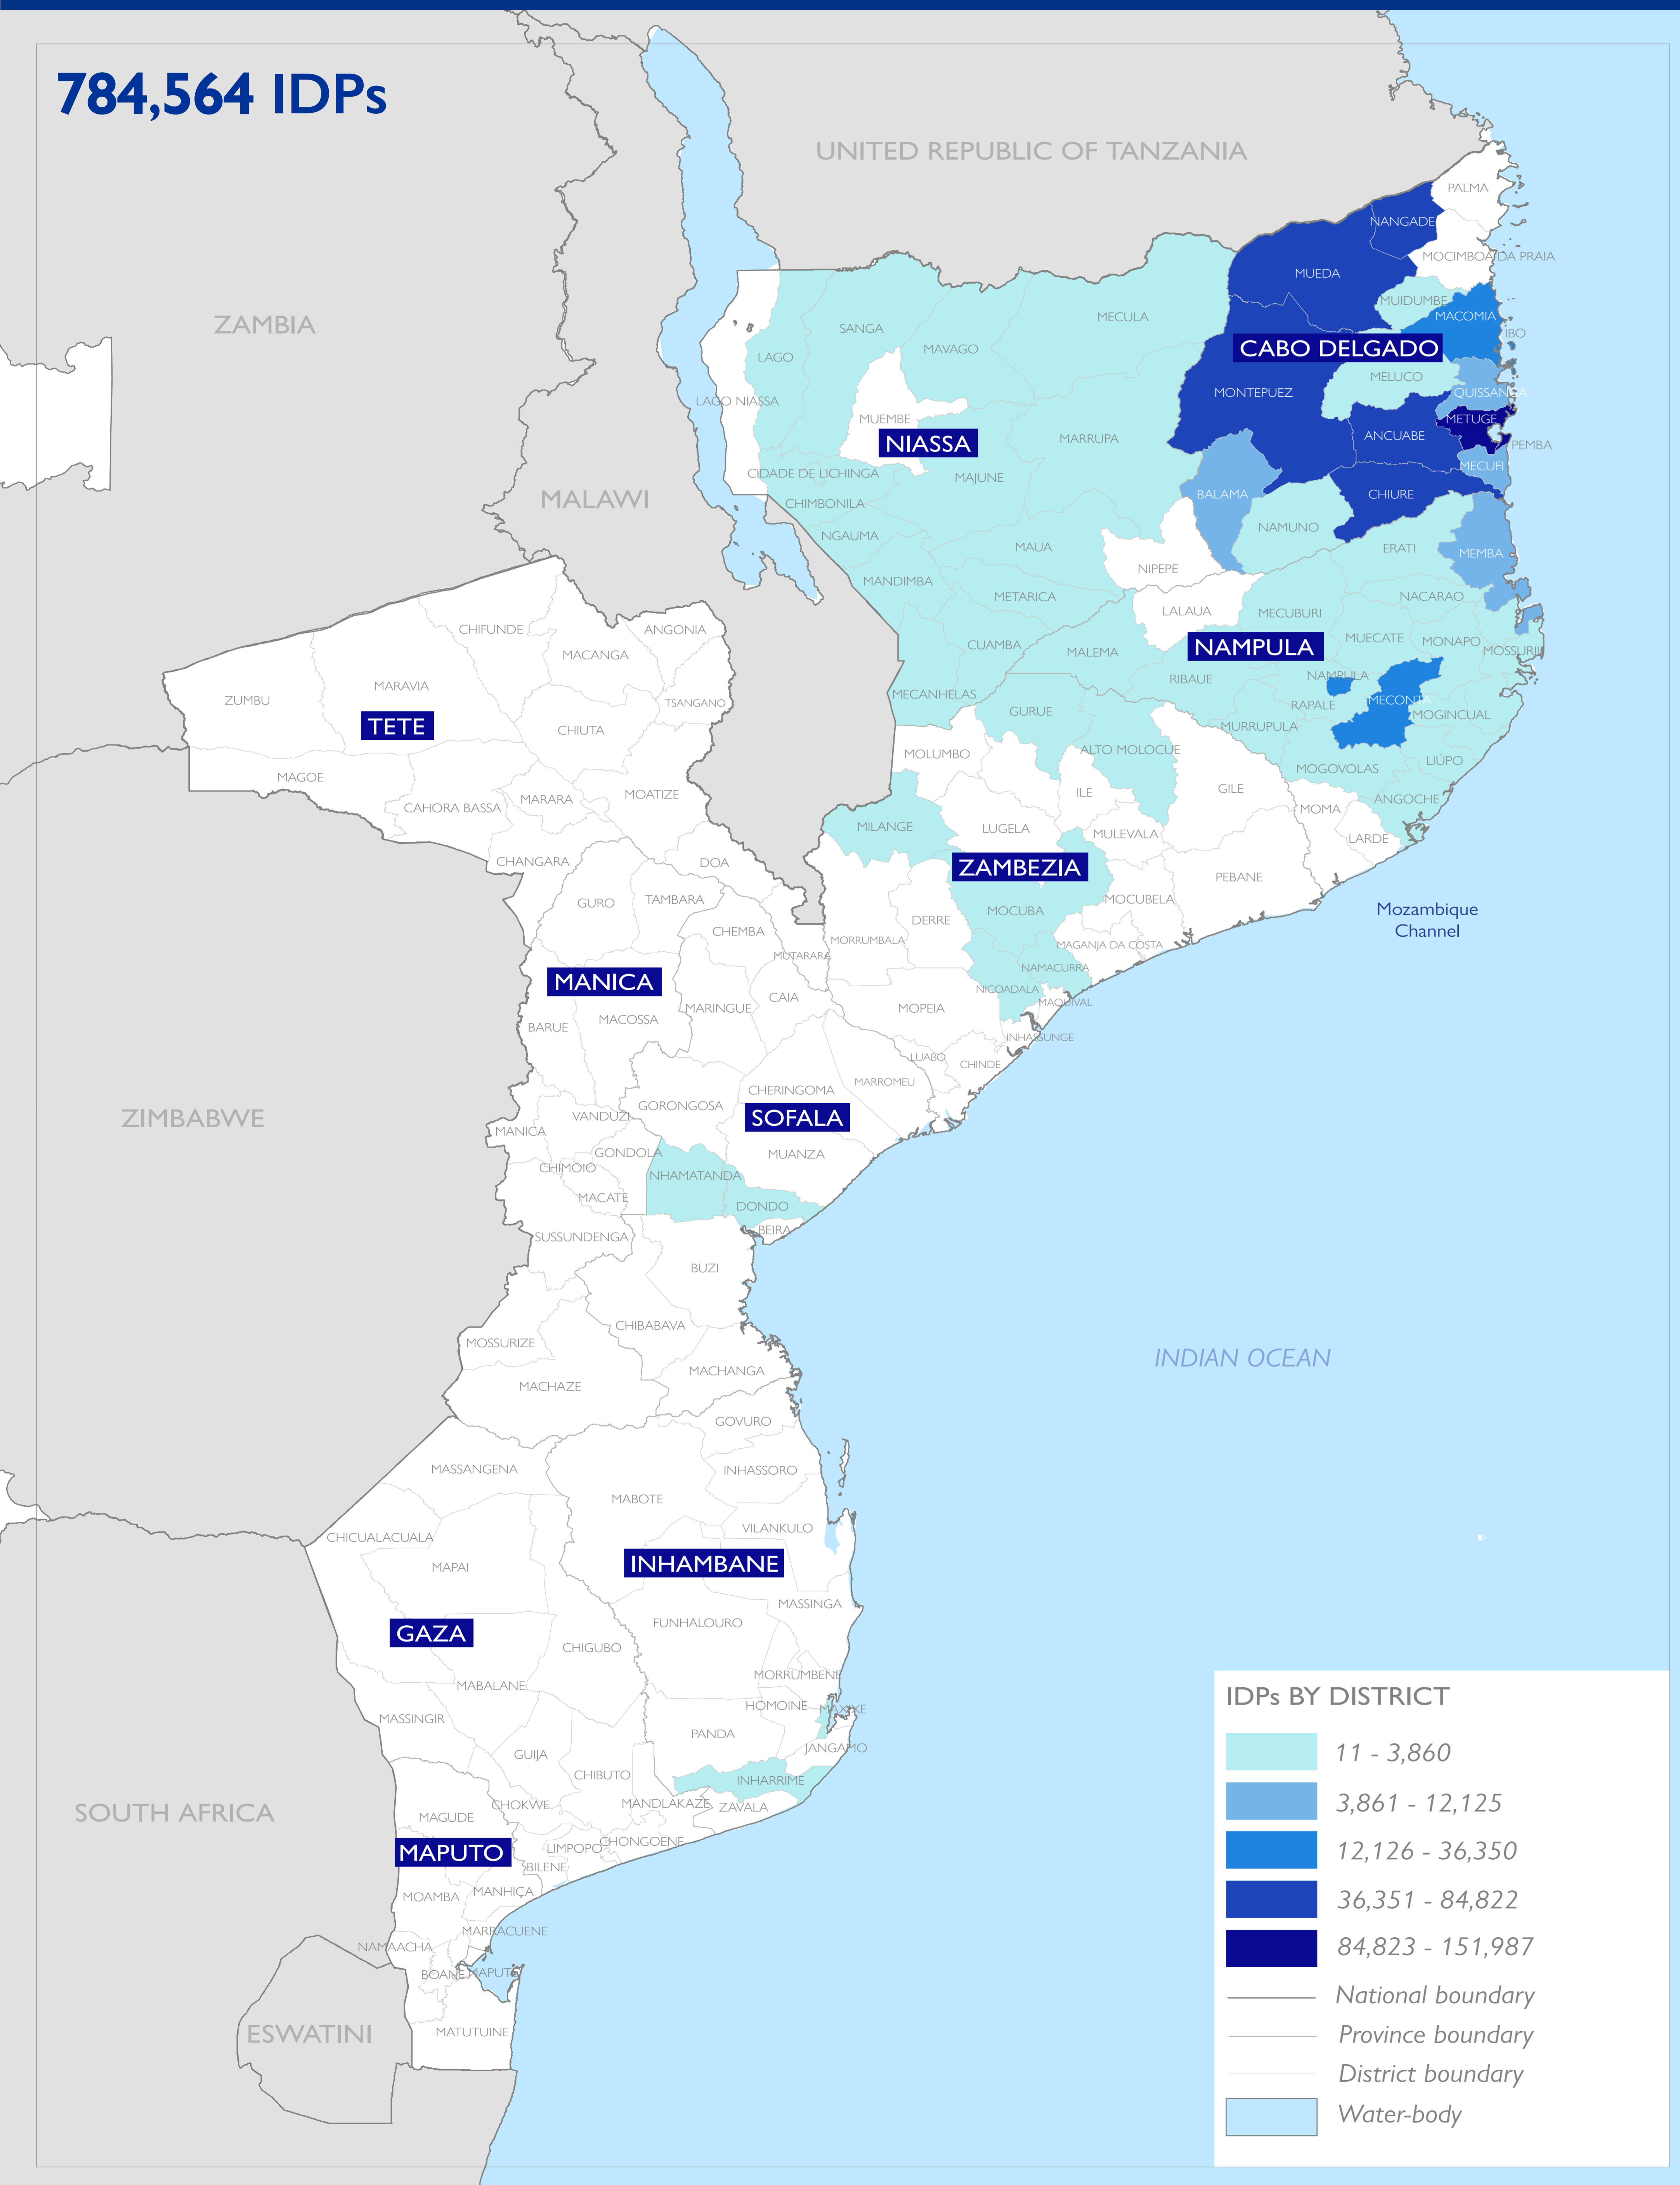 784,564 IDPs
UNITED REPUBLIC OF TANZANIA
PALMA
NANGADE
MOCIMBOA DA PRAIA
MUEDA
MUIDUMBE
MACOMIA
IBO
ZAMBIA
MECULA
SANGA
MAVAGO
LAGO
CABO DELGADO
MELUCO
MONTEPUEZ
QUISSANGA
LAGO NIASSA
MUEMBE
METUGE
NIASSA
MARRUPA
ANCUABE
PEMBA
MECUFI
CIDADE DE LICHINGA
MAJUNE
MALAWI
BALAMA
CHIURE
CHIMBONILA
NAMUNO
NGAUMA
MAUA
ERATI
MEMBA
NIPEPE
MANDIMBA
METARICA
NACARAO
LALAUA
MECUBURI
CHIFUNDE
ANGONIA
MUECATE
MONAPO
CUAMBA
NAMPULA
MOSSURIL
MACANGA
MALEMA
NAMPULA
RIBAUE
MARAVIA
MECANHELAS
ZUMBU
TSANGANO
MECONTA
RAPALE
GURUE
MOGINCUAL
TETE
CHIUTA
MURRUPULA
MOLUMBO
ALTO MOLOCUE
LIÚPO
MAGOE
MOGOVOLAS
MOATIZE
ILE
GILE
MARARA
ANGOCHE
CAHORA BASSA
MOMA
MILANGE
LUGELA
MULEVALA
LARDE
CHANGARA
DOA
ZAMBEZIA
PEBANE
GURO
TAMBARA
MOCUBELA
MOCUBA
Mozambique
Channel
DERRE
CHEMBA
MORRUMBALA
MAGANJA DA COSTA
MUTARARA
NAMACURRA
MANICA
NICOADALA
CAIA
MAQUIVAL
MARINGUE
MOPEIA
MACOSSA
BARUE
INHASSUNGE
LUABO
CHINDE
MARROMEU
CHERINGOMA
GORONGOSA
VANDUZI
SOFALA
ZIMBABWE
MANICA
GONDOLA
MUANZA
CHIMOIO
NHAMATANDA
MACATE
DONDO
BEIRA
SUSSUNDENGA
BUZI
CHIBABAVA
MOSSURIZE
INDIAN OCEAN
MACHANGA
MACHAZE
GOVURO
MASSANGENA
INHASSORO
MABOTE
VILANKULO
CHICUALACUALA
INHAMBANE
MAPAI
MASSINGA
FUNHALOURO
GAZA
CHIGUBO
MORRUMBENE
MABALANE
IDPs BY DISTRICT
HOMOINE
MAXIXE
MASSINGIR
PANDA
JANGAMO
GUIJA
11 - 3,860
CHIBUTO
INHARRIME
CHOKWE
MANDLAKAZE
ZAVALA
3,861 - 12,125
SOUTH AFRICA
MAGUDE
CHONGOENE
LIMPOPO
MAPUTO
12,126 - 36,350
BILENE
MANHIÇA
MOAMBA
36,351 - 84,822
MARRACUENE
NAMAACHA
84,823 - 151,987
BOANE
MAPUTO
National boundary
ESWATINI
MATUTUINE
Province boundary
District boundary
Water-body